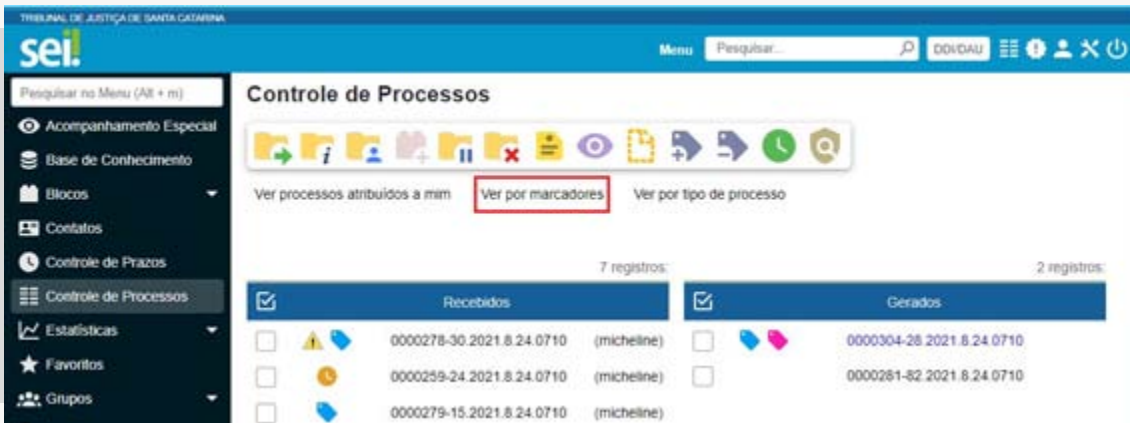 TRIBUNAL DE JUSTIÇA DE SANTA CATARINA
sei!
Menu Pesquisar... DDI/DAU
Pesquisar no Menu (Alt + m)
Acompanhamento Especial
Base de Conhecimento
Blocos
Contatos
Controle de Prazos
Controle de Processos
Estatísticas
Favoritos
Grupos
Controle de Processos
Ver processos atribuídos a mim Ver por marcadores Ver por tipo de processo
7 registros:
Recebidos
0000278-30.2021.8.24.0710 (micheline)
0000259-24.2021.8.24.0710 (micheline)
0000279-15.2021.8.24.0710 (micheline)
2 registros:
Gerados
0000304-28.2021.8.24.0710
0000281-82.2021.8.24.0710